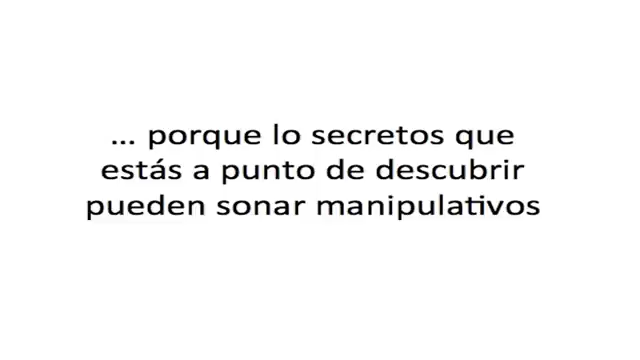 ... porque lo secretos que
estás a punto de descubrir
pueden sonar manipulativos